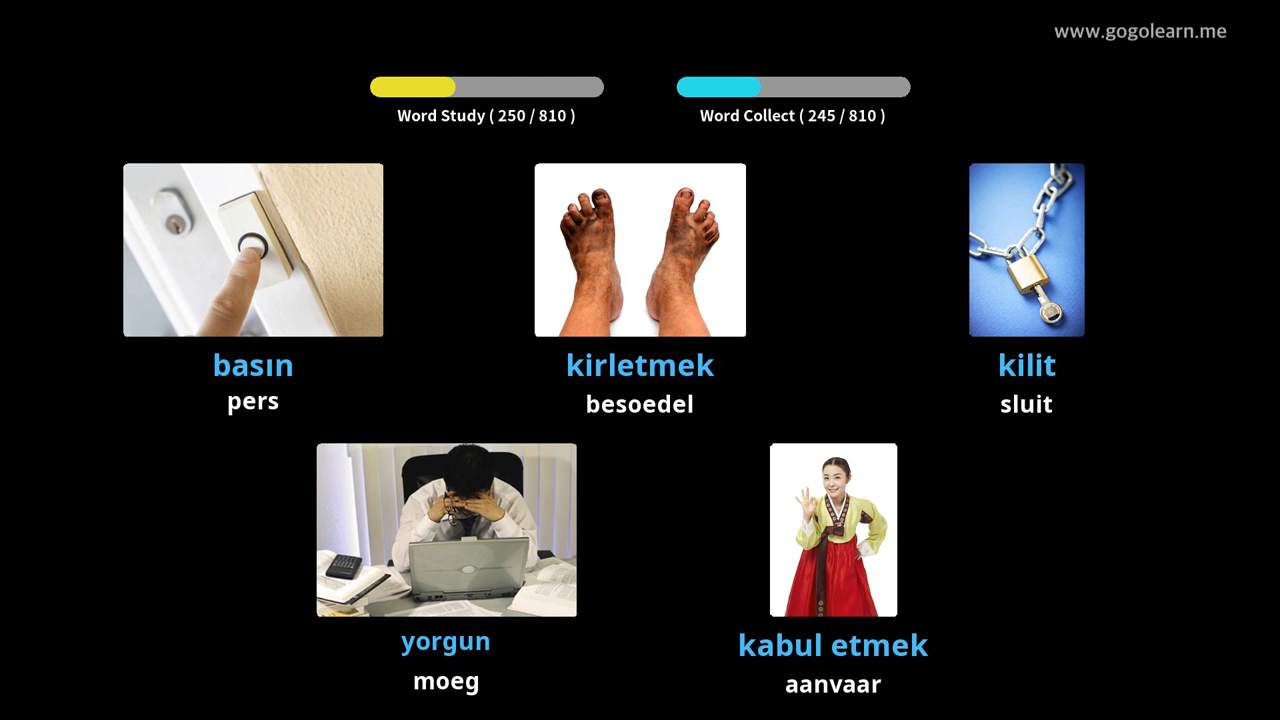 www.gogolearn.me
Word Study ( 250 / 810 )
Word Collect ( 245 / 810 )
basın
pers
kirletmek
besoedel
kilit
sluit
yorgun
moeg
kabul etmek
aanvaar